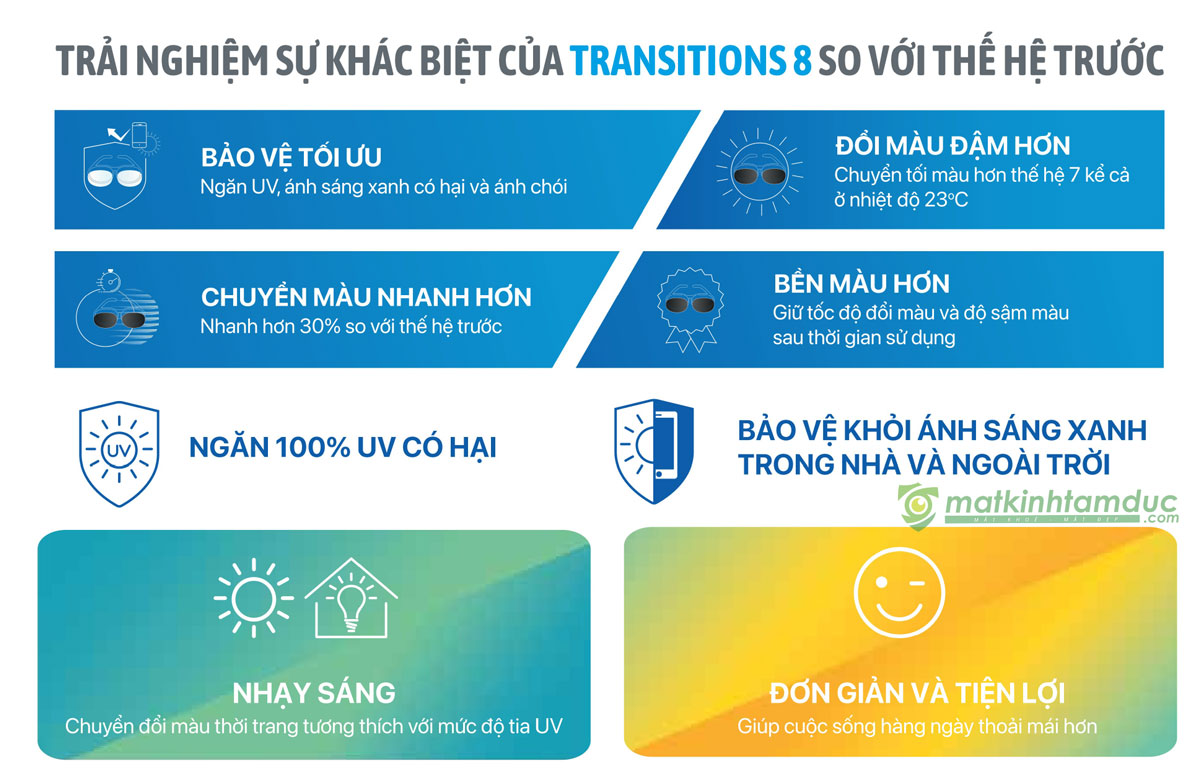 TRẢI NGHIỆM SỰ KHÁC BIỆT CỦA TRANSITIONS 8 SO VỚI THẾ HỆ TRƯỚC
BẢO VỆ TỐI ƯU
Ngăn UV, ánh sáng xanh có hại và ánh chói
ĐỔI MÀU ĐẬM HƠN
Chuyển tối màu hơn thế hệ 7 kể cả
ở nhiệt độ 23°C
CHUYỂN MÀU NHANH HƠN
Nhanh hơn 30% so với thế hệ trước
BỀN MÀU HƠN
Giữ tốc độ đổi màu và độ sậm màu
sau thời gian sử dụng
UV
NGĂN 100% UV CÓ HẠI
BẢO VỆ KHỎI ÁNH SÁNG XANH
TRONG NHÀ VÀ NGOÀI TRỜI
matkinhtamduc
MẮT KHOẺ - MẮT ĐẸP
.com
NHẠY SÁNG
Chuyển đổi màu thời trang tương thích với mức độ tia UV
ĐƠN GIẢN VÀ TIỆN LỢI
Giúp cuộc sống hàng ngày thoải mái hơn